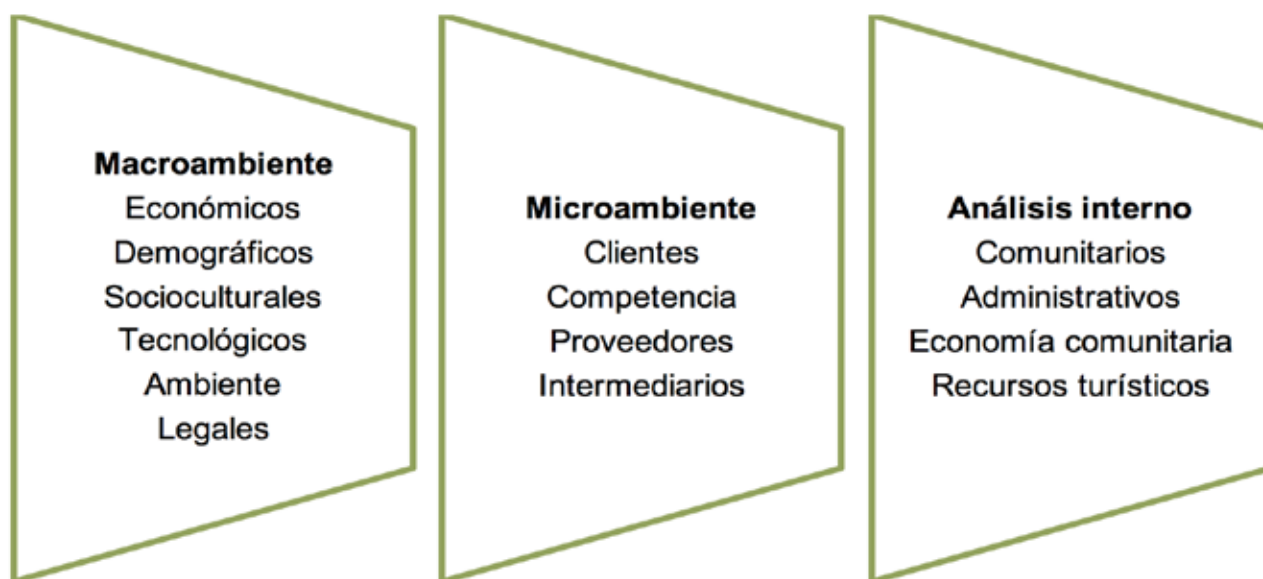 Macroambiente
Económicos
Demográficos
Socioculturales
Tecnológicos
Ambiente
Legales
Microambiente
Clientes
Competencia
Proveedores
Intermediarios
Análisis interno
Comunitarios
Administrativos
Economía comunitaria
Recursos turísticos